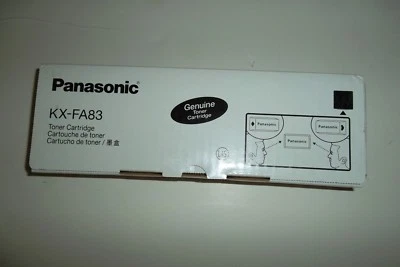 Panasonic
KX-FA83
Toner Cartridge
Cartouche de toner
Cartucho de toner / 墨盒
Genuine
Toner
Cartridge
Panasonic
Panasonic
Panasonic